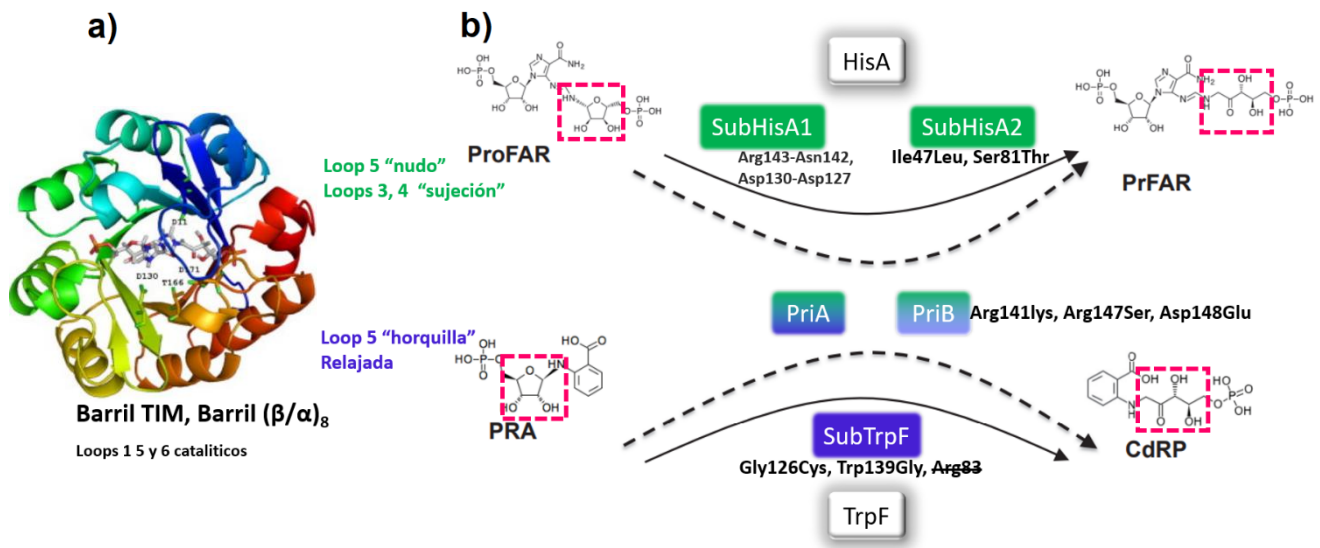 a)
D11
D130
D171
T166
Barril TIM, Barril (β/α)8
Loops 1 5 y 6 cataliticos
Loop 5 “nudo”
Loops 3, 4 “sujeción”
Loop 5 “horquilla”
Relajada
b)
ProFAR
HisA
SubHisA1
Arg143-Asn142,
Asp130-Asp127
SubHisA2
Ile47Leu, Ser81Thr
PrFAR
PriA
PriB
Arg141lys, Arg147Ser, Asp148Glu
PRA
SubTrpF
Gly126Cys, Trp139Gly, Arg83
TrpF
CdRP